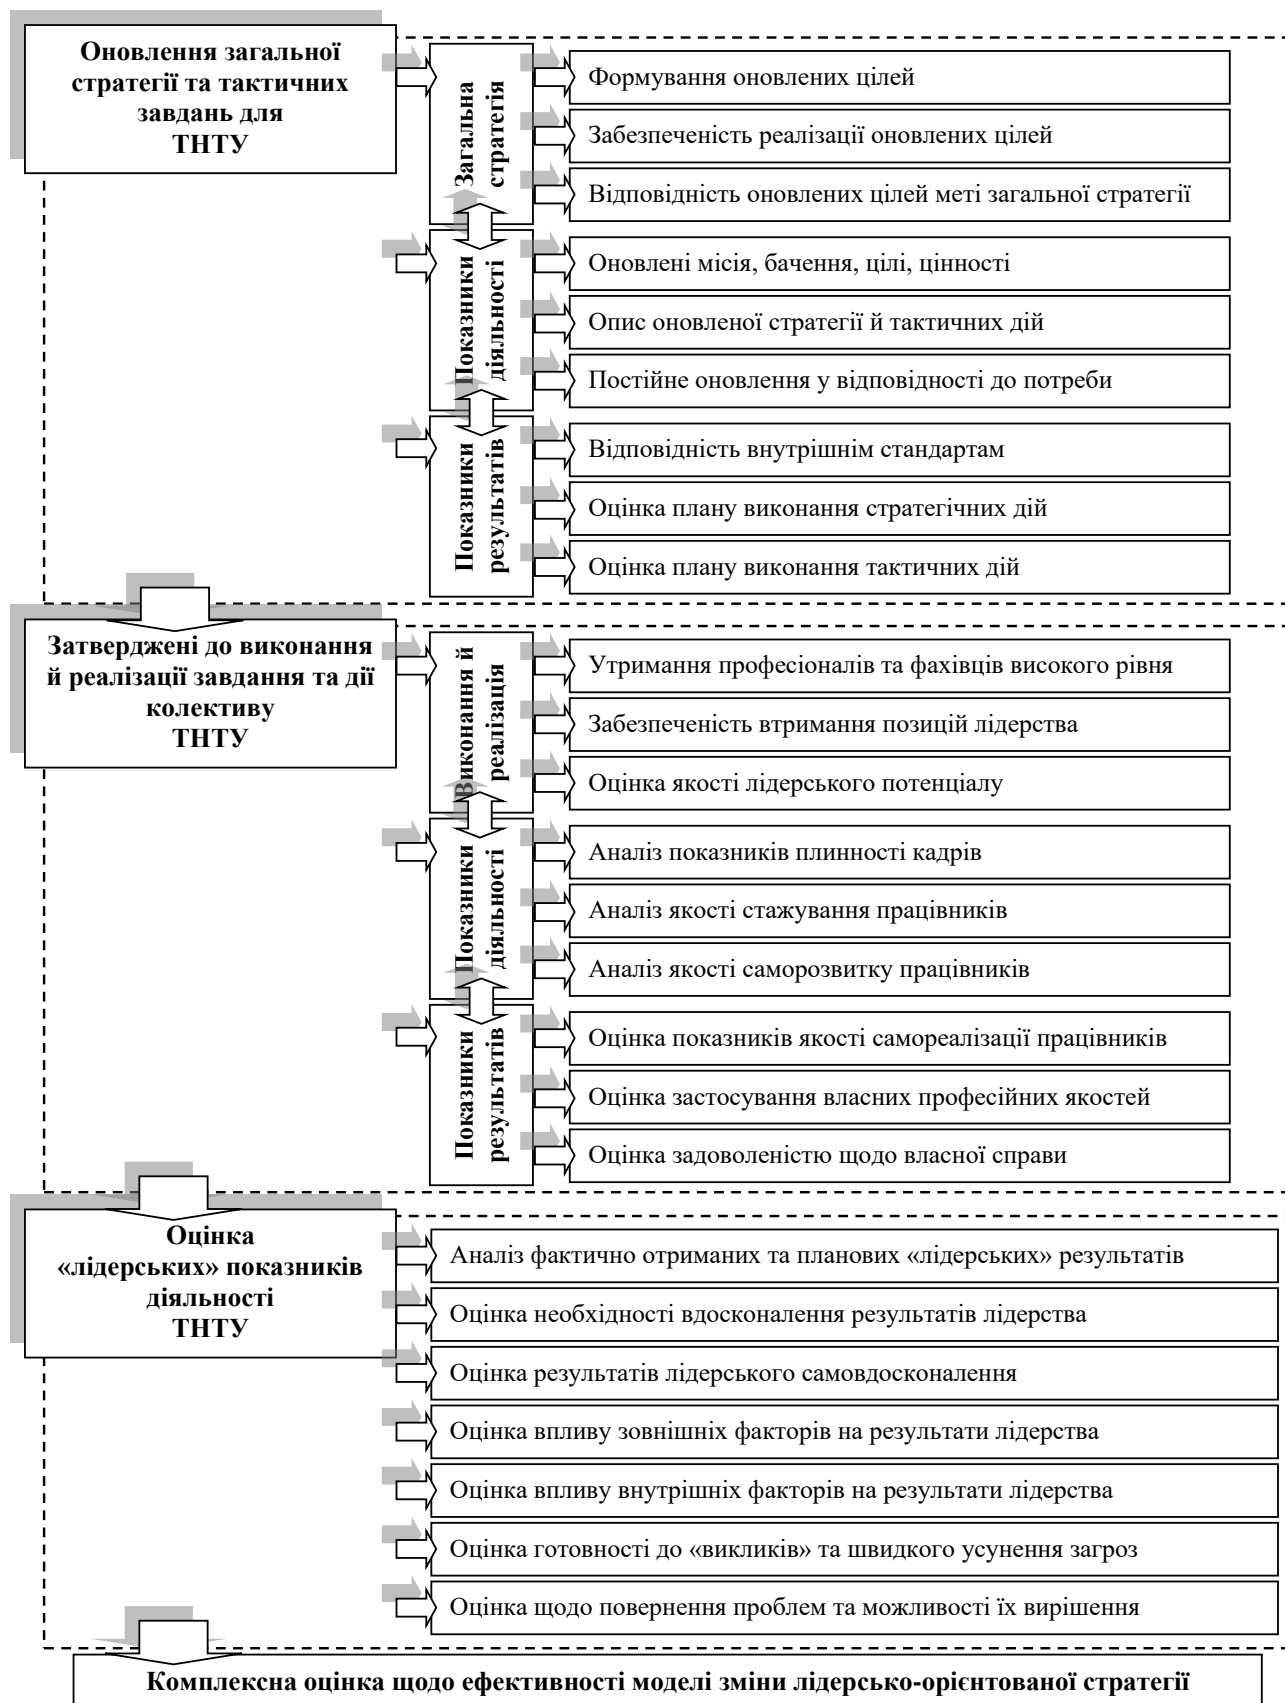 Оновлення загальної
стратегії та тактичних
завдань для
ТНТУ
Загальна
стратегія
Формування оновлених цілей
Забезпеченість реалізації оновлених цілей
Відповідність оновлених цілей меті загальної стратегії
Показники
діяльності
Оновлені місія, бачення, цілі, цінності
Опис оновленої стратегії й тактичних дій
Постійне оновлення у відповідності до потреби
Показники
результатів
Відповідність внутрішнім стандартам
Оцінка плану виконання стратегічних дій
Оцінка плану виконання тактичних дій
Затверджені до виконання
й реалізації завдання та дії
колективу
ТНТУ
Виконання й
реалізація
Утримання професіоналів та фахівців високого рівня
Забезпеченість втримання позицій лідерства
Оцінка якості лідерського потенціалу
Показники
діяльності
Аналіз показників плинності кадрів
Аналіз якості стажування працівників
Аналіз якості саморозвитку працівників
Показники
результатів
Оцінка показників якості самореалізації працівників
Оцінка застосування власних професійних якостей
Оцінка задоволеністю щодо власної справи
Оцінка
«лідерських» показників
діяльності
ТНТУ
Аналіз фактично отриманих та планових «лідерських» результатів
Оцінка необхідності вдосконалення результатів лідерства
Оцінка результатів лідерського самовдосконалення
Оцінка впливу зовнішніх факторів на результати лідерства
Оцінка впливу внутрішніх факторів на результати лідерства
Оцінка готовності до «викликів» та швидкого усунення загроз
Оцінка щодо повернення проблем та можливості їх вирішення
Комплексна оцінка щодо ефективності моделі зміни лідерсько-орієнтованої стратегії